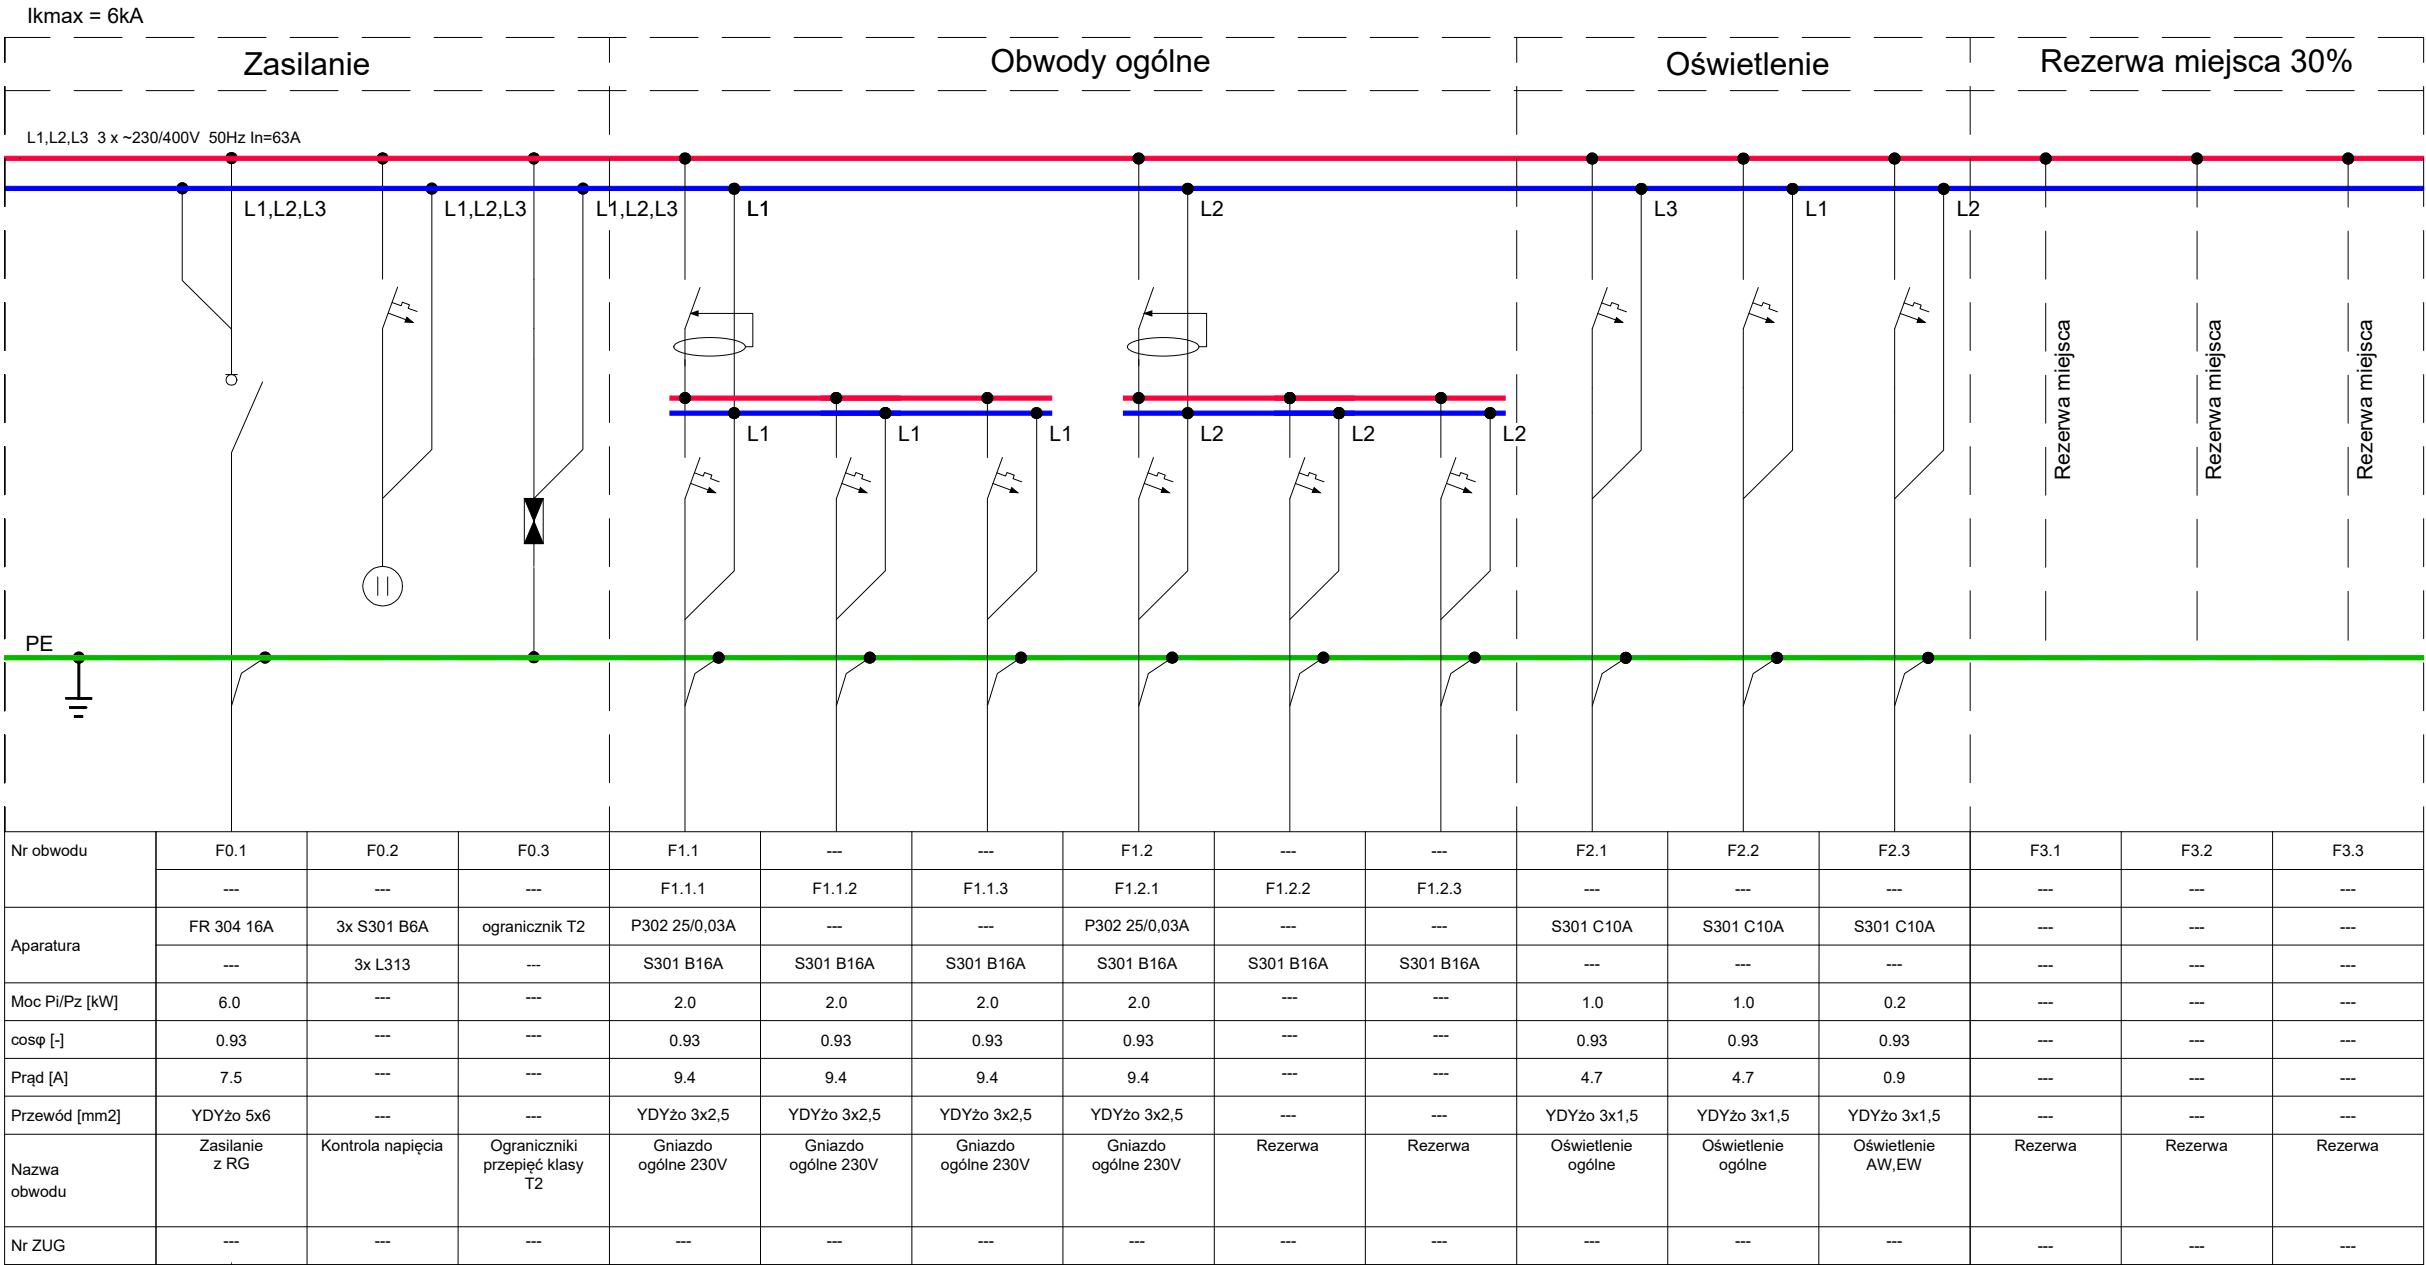 Ikmax = 6kA
Zasilanie
Obwody ogólne
Oświetlenie
Rezerwa miejsca 30%
L1,L2,L3 3 x ~230/400V 50Hz In=63A
L1,L2,L3 L1,L2,L3 L1,L2,L3 L1 L2 L3 L1 L2
Rezerwa miejsca
Rezerwa miejsca
Rezerwa miejsca
L1 L1 L1 L2 L2 L2
PE
Nr obwodu F0.1 F0.2 F0.3 F1.1 --- --- F1.2 --- --- F2.1 F2.2 F2.3 F3.1 F3.2 F3.3
--- --- --- F1.1.1 F1.1.2 F1.1.3 F1.2.1 F1.2.2 F1.2.3 --- --- --- --- --- ---
Aparatura FR 304 16A 3x S301 B6A ogranicznik T2 P302 25/0,03A --- --- P302 25/0,03A --- --- S301 C10A S301 C10A S301 C10A --- --- ---
--- 3x L313 --- S301 B16A S301 B16A S301 B16A S301 B16A S301 B16A S301 B16A --- --- --- --- --- ---
Moc Pi/Pz [kW] 6.0 --- --- 2.0 2.0 2.0 2.0 --- --- 1.0 1.0 0.2 --- --- ---
cosφ [-] 0.93 --- --- 0.93 0.93 0.93 0.93 --- --- 0.93 0.93 0.93 --- --- ---
Prąd [A] 7.5 --- --- 9.4 9.4 9.4 9.4 --- --- 4.7 4.7 0.9 --- --- ---
Przewód [mm2] YDYżo 5x6 --- --- YDYżo 3x2,5 YDYżo 3x2,5 YDYżo 3x2,5 YDYżo 3x2,5 --- --- YDYżo 3x1,5 YDYżo 3x1,5 YDYżo 3x1,5 --- --- ---
Nazwa
obwodu
Zasilanie
z RG
Kontrola napięcia
Ograniczniki
przepięć klasy
T2
Gniazdo
ogólne 230V
Gniazdo
ogólne 230V
Gniazdo
ogólne 230V
Gniazdo
ogólne 230V
Rezerwa
Rezerwa
Oświetlenie
ogólne
Oświetlenie
ogólne
Oświetlenie
AW,EW
Rezerwa
Rezerwa
Rezerwa
Nr ZUG --- --- --- --- --- --- --- --- --- --- --- --- --- --- ---